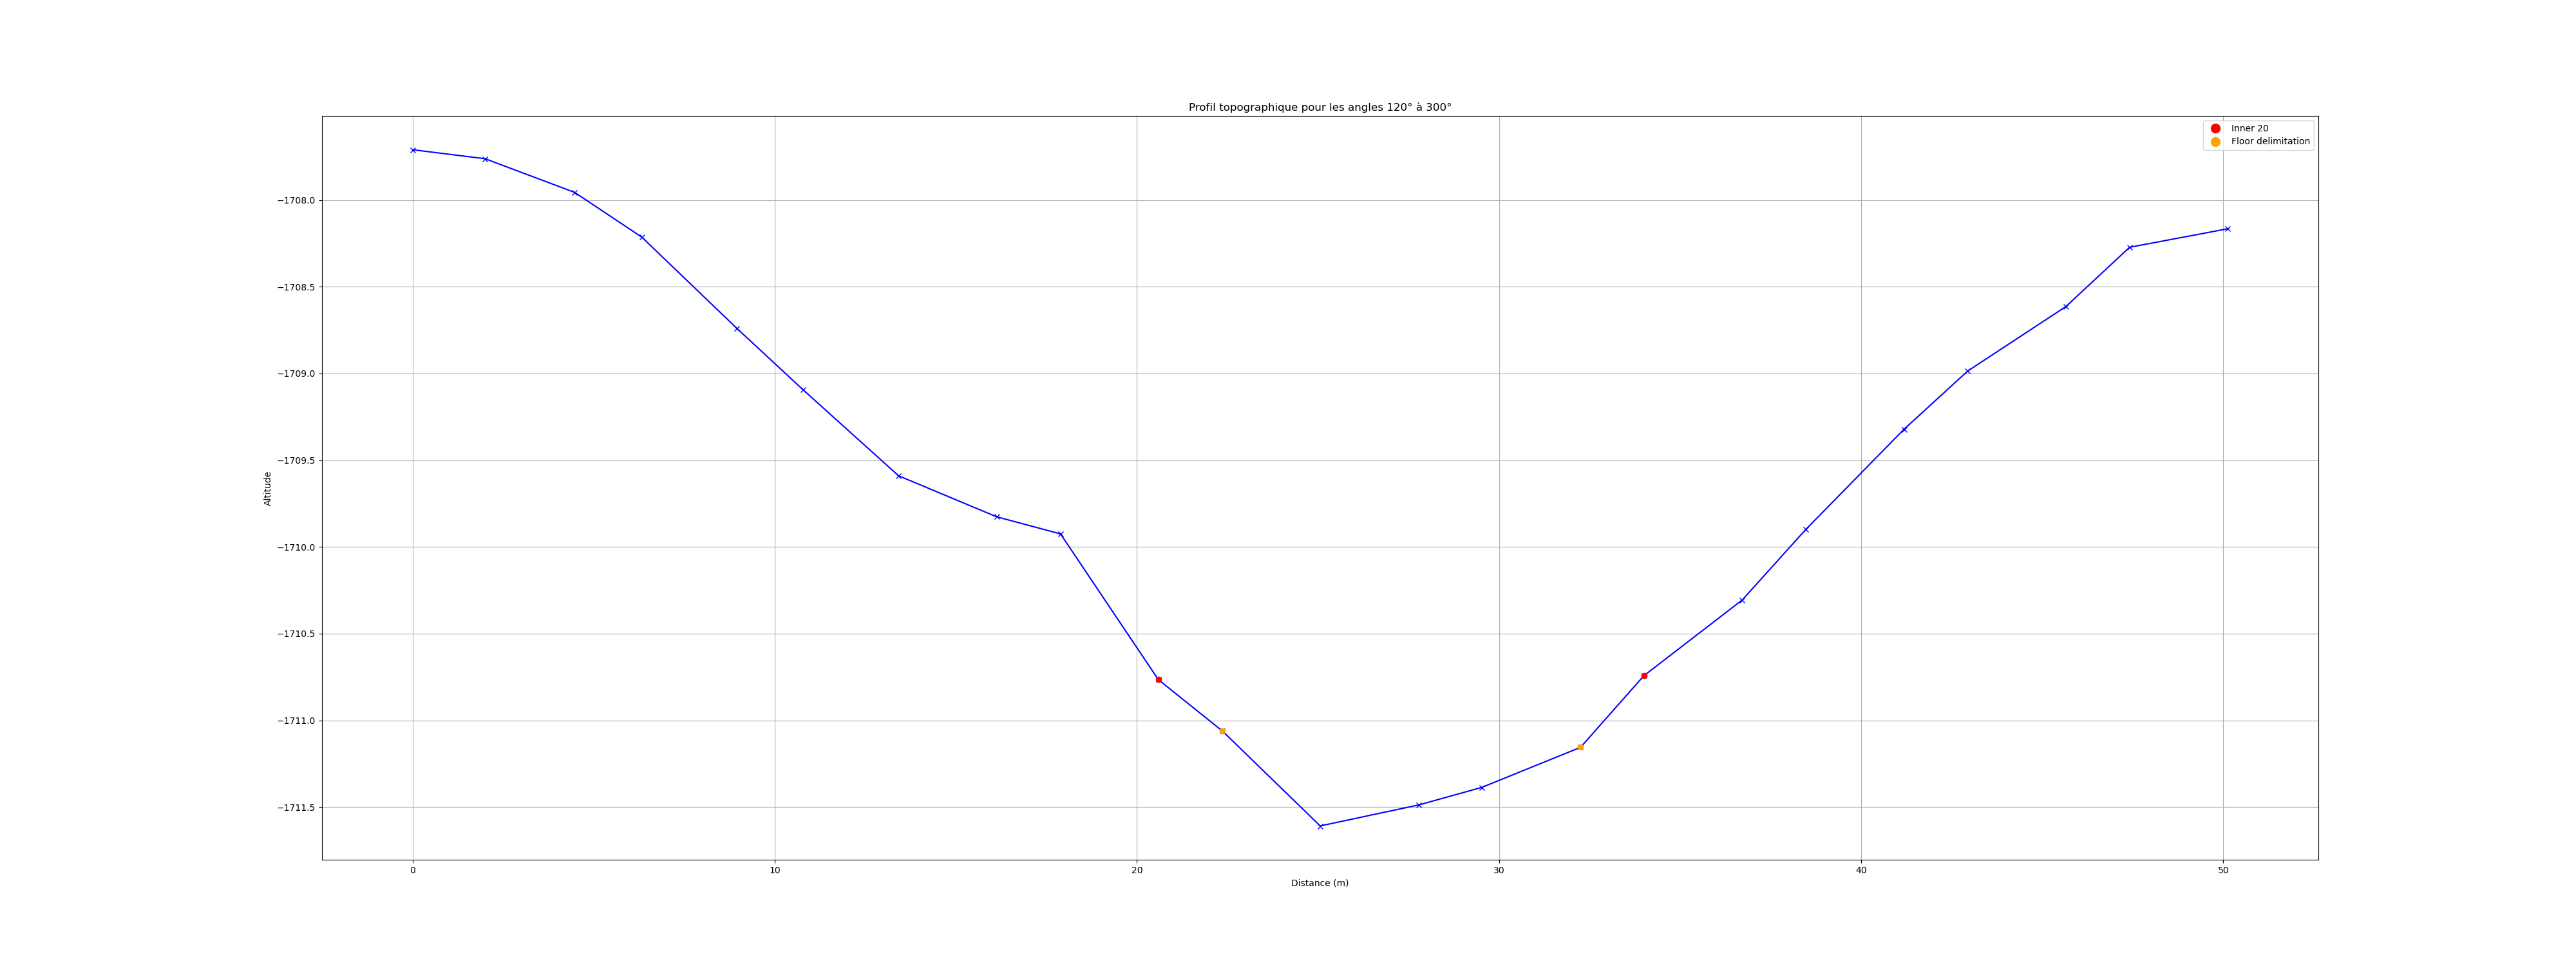 Profil topographique pour les angles 120° à 300°
Inner 20
Floor delimitation
−1708.0
−1708.5
−1709.0
−1709.5
−1710.0
−1710.5
−1711.0
−1711.5
Altitude
0 10 20 30 40 50
Distance (m)